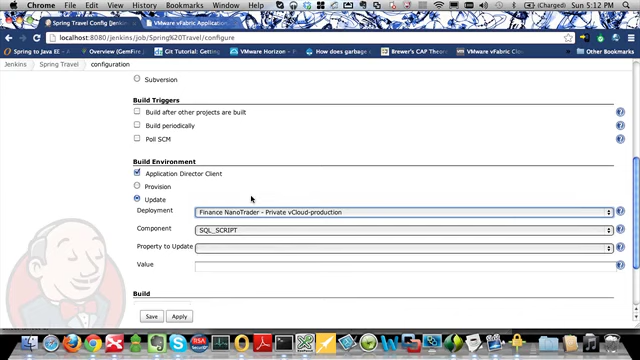 Chrome File Edit View History Bookmarks Window Help (Charged) Sun 5:12 PM
Spring Travel Config [Jenkins
VMware vFabric Application
localhost:8080/jenkins/job/Spring%20Travel/configure
Spring to Java EE
Spring>Overview (GemFire
Git Tutorial: Getting
VMware Horizon
How does garbage
Brewer's CAP Theore
VMware vFabric Clo
Other Bookmarks
Jenkins Spring Travel configuration
Subversion
Build Triggers
Build after other projects are built
Build periodically
Poll SCM
Build Environment
Application Director Client
Provision
Update
Deployment Finance NanoTrader - Private vCloud-production
Component SQL_SCRIPT
Property to Update
Value
Build
Save Apply